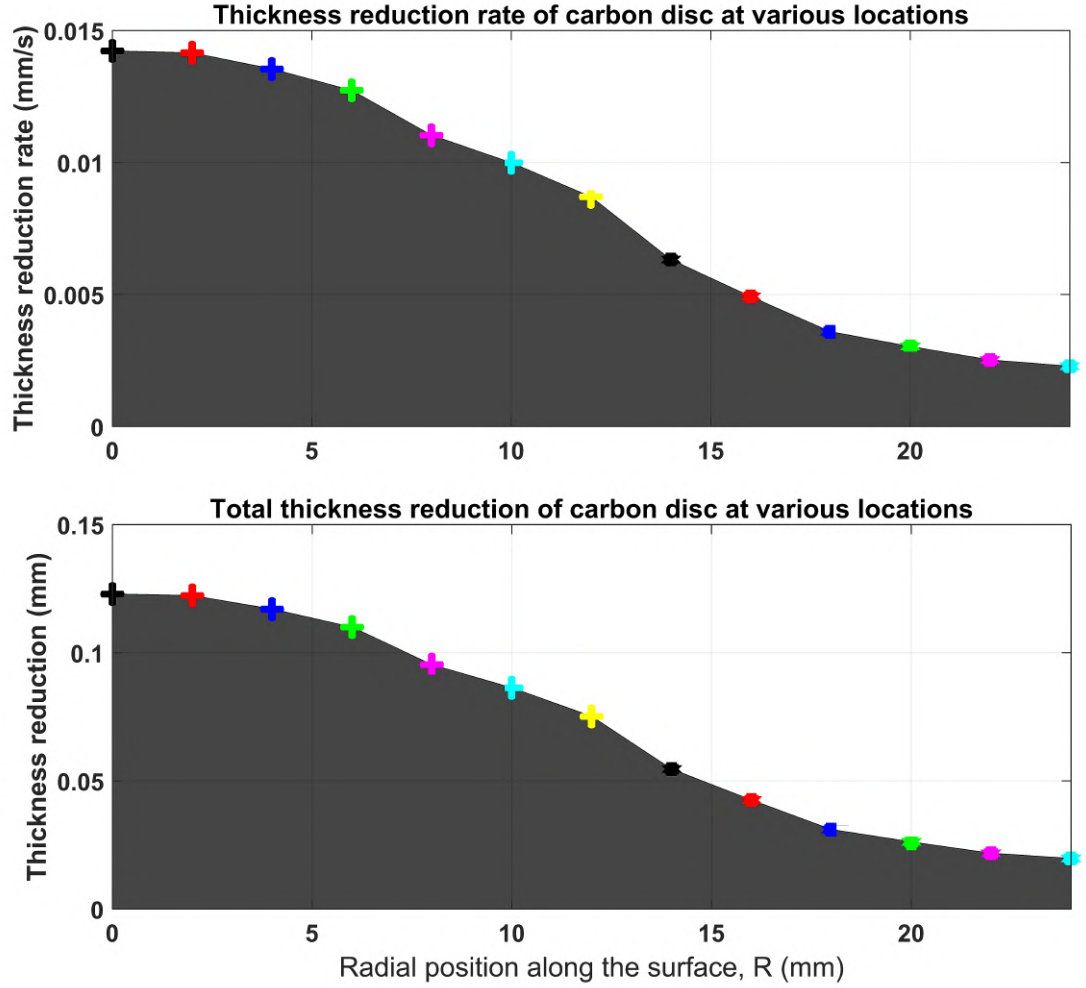 Thickness reduction rate of carbon disc at various locations
Thickness reduction rate (mm/s)
0.015
0.01
0.005
0
0 5 10 15 20
Total thickness reduction of carbon disc at various locations
Thickness reduction (mm)
0.15
0.1
0.05
0
0 5 10 15 20
Radial position along the surface, R (mm)